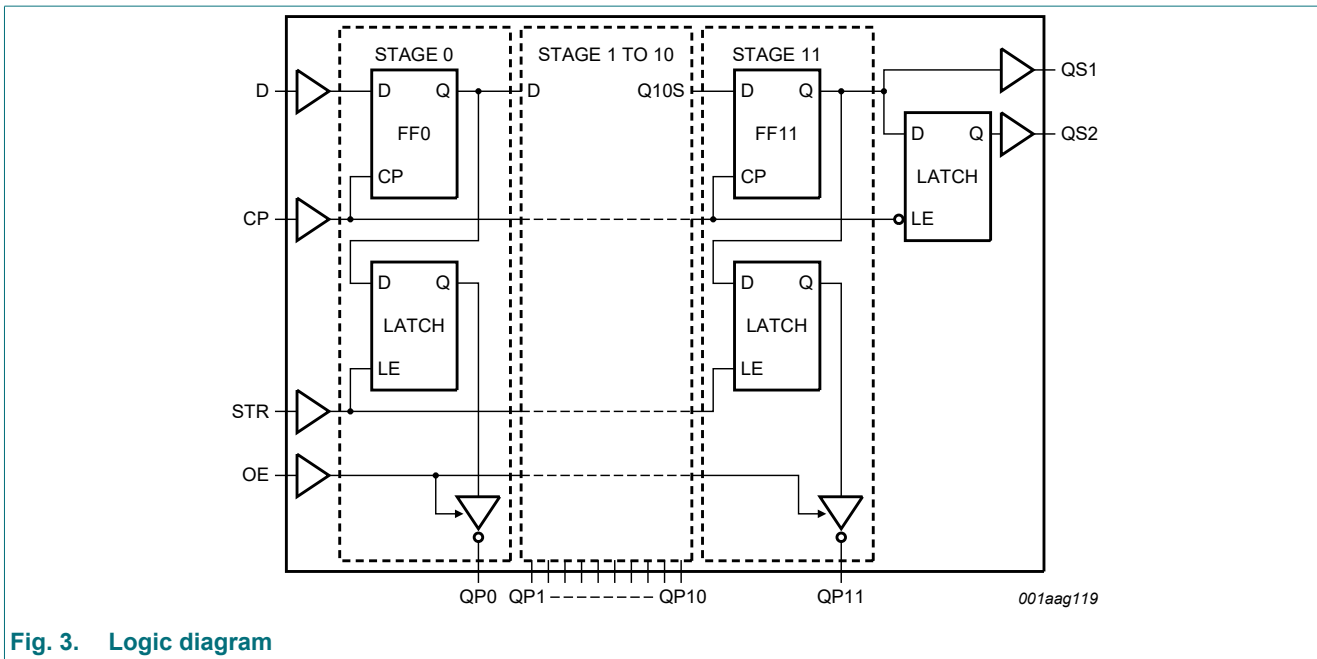 STAGE 0
STAGE 1 TO 10
STAGE 11
D
D
Q
D
Q10S
D
Q
QS1
FF0
FF11
D
Q
QS2
LATCH
CP
CP
CP
LE
D
Q
D
Q
LATCH
LATCH
LE
LE
STR
OE
QP0
QP1
QP10
QP11
001aag119
Fig. 3. Logic diagram